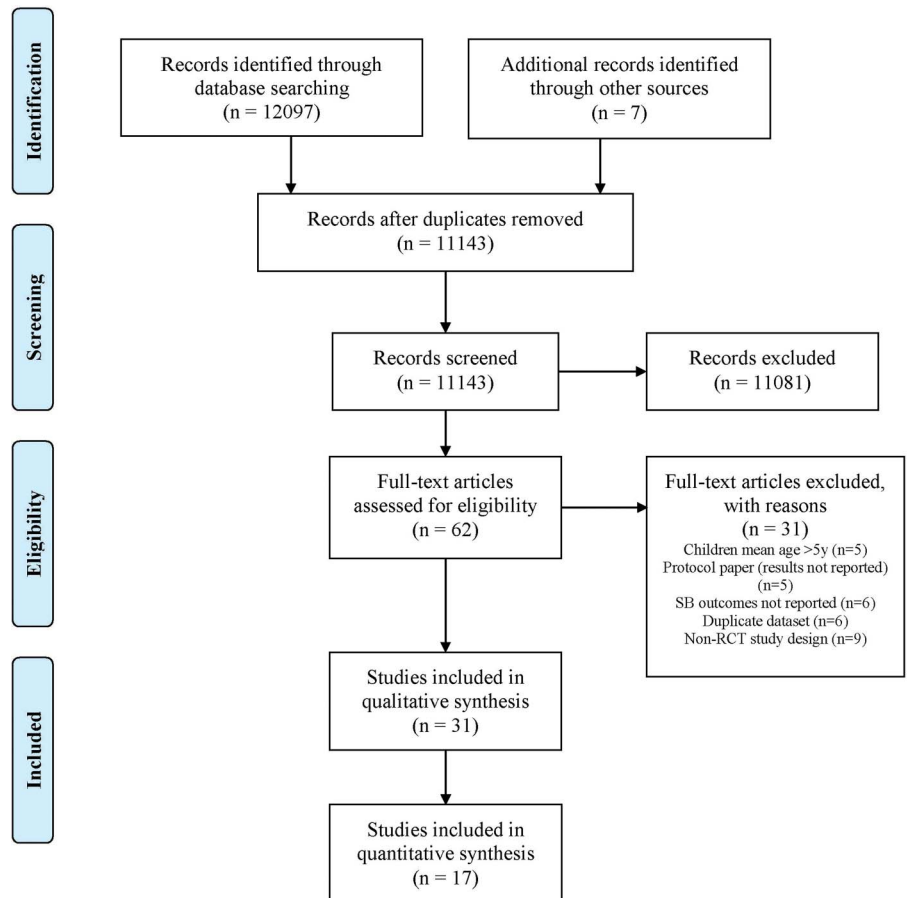 Identification
Records identified through
database searching
(n = 12097)
Additional records identified
through other sources
(n = 7)
Records after duplicates removed
(n = 11143)
Screening
Records screened
(n = 11143)
Records excluded
(n = 11081)
Eligibility
Full-text articles
assessed for eligibility
(n = 62)
Full-text articles excluded,
with reasons
(n = 31)
Children mean age >5y (n=5)
Protocol paper (results not reported)
(n=5)
SB outcomes not reported (n=6)
Duplicate dataset (n=6)
Non-RCT study design (n=9)
Included
Studies included in
qualitative synthesis
(n = 31)
Studies included in
quantitative synthesis
(n = 17)